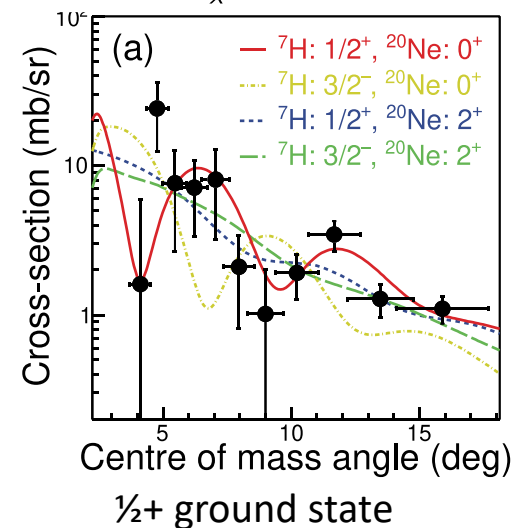 (a)
⁷H: 1/2⁺, ²⁰Ne: 0⁺
⁷H: 3/2⁻, ²⁰Ne: 0⁺
⁷H: 1/2⁺, ²⁰Ne: 2⁺
⁷H: 3/2⁻, ²⁰Ne: 2⁺
Cross-section (mb/sr)
10²
10
1
5 10 15
Centre of mass angle (deg)
½+ ground state